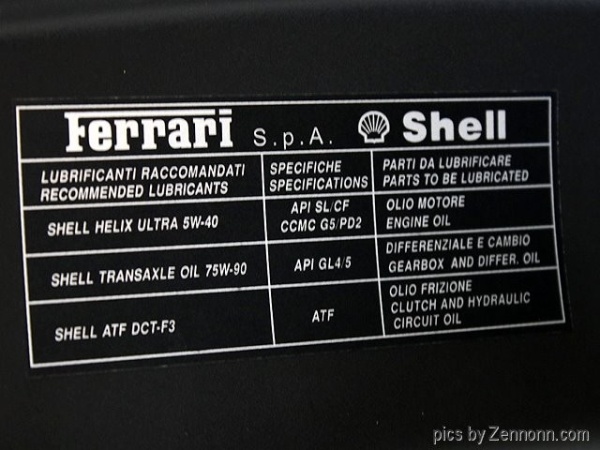 Ferrari S.p.A. Shell
LUBRIFICANTI RACCOMANDATI
RECOMMENDED LUBRICANTS
SPECIFICHE
SPECIFICATIONS
PARTI DA LUBRIFICARE
PARTS TO BE LUBRICATED
SHELL HELIX ULTRA 5W-40
API SL/CF
CCMC G5/PD2
OLIO MOTORE
ENGINE OIL
SHELL TRANSAXLE OIL 75W-90
API GL4/5
DIFFERENZIALE E CAMBIO
GEARBOX AND DIFFER. OIL
SHELL ATF DCT-F3
ATF
OLIO FRIZIONE
CLUTCH AND HYDRAULIC
CIRCUIT OIL
pics by Zennonn.com